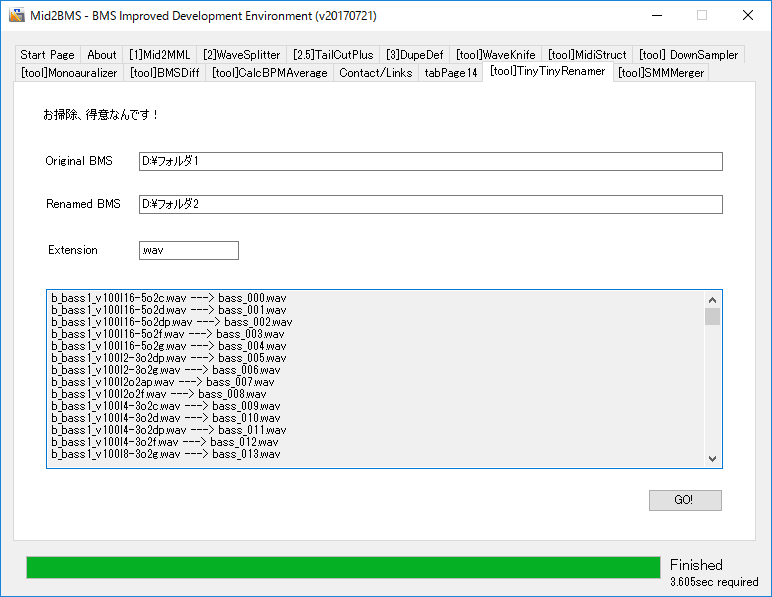 Mid2BMS - BMS Improved Development Environment (v20170721)
Start Page About [1]Mid2MML [2]WaveSplitter [2.5]TailCutPlus [3]DupeDef [tool]WaveKnife [tool]MidiStruct [tool] DownSampler
[tool]Monoauralizer [tool]BMSDiff [tool]CalcBPMAverage Contact/Links tabPage14 [tool]TinyTinyRenamer [tool]SMMMerger
お掃除、得意なんです！
Original BMS D:¥フォルダ1
Renamed BMS D:¥フォルダ2
Extension .wav
b_bass1_v100l16-5o2c.wav ---> bass_000.wav
b_bass1_v100l16-5o2d.wav ---> bass_001.wav
b_bass1_v100l16-5o2dp.wav ---> bass_002.wav
b_bass1_v100l16-5o2f.wav ---> bass_003.wav
b_bass1_v100l16-5o2g.wav ---> bass_004.wav
b_bass1_v100l2-3o2dp.wav ---> bass_005.wav
b_bass1_v100l2-3o2g.wav ---> bass_006.wav
b_bass1_v100l2o2ap.wav ---> bass_007.wav
b_bass1_v100l2o2f.wav ---> bass_008.wav
b_bass1_v100l4-3o2c.wav ---> bass_009.wav
b_bass1_v100l4-3o2d.wav ---> bass_010.wav
b_bass1_v100l4-3o2dp.wav ---> bass_011.wav
b_bass1_v100l4-3o2f.wav ---> bass_012.wav
b_bass1_v100l8-3o2g.wav ---> bass_013.wav
GO!
Finished
3.605sec required